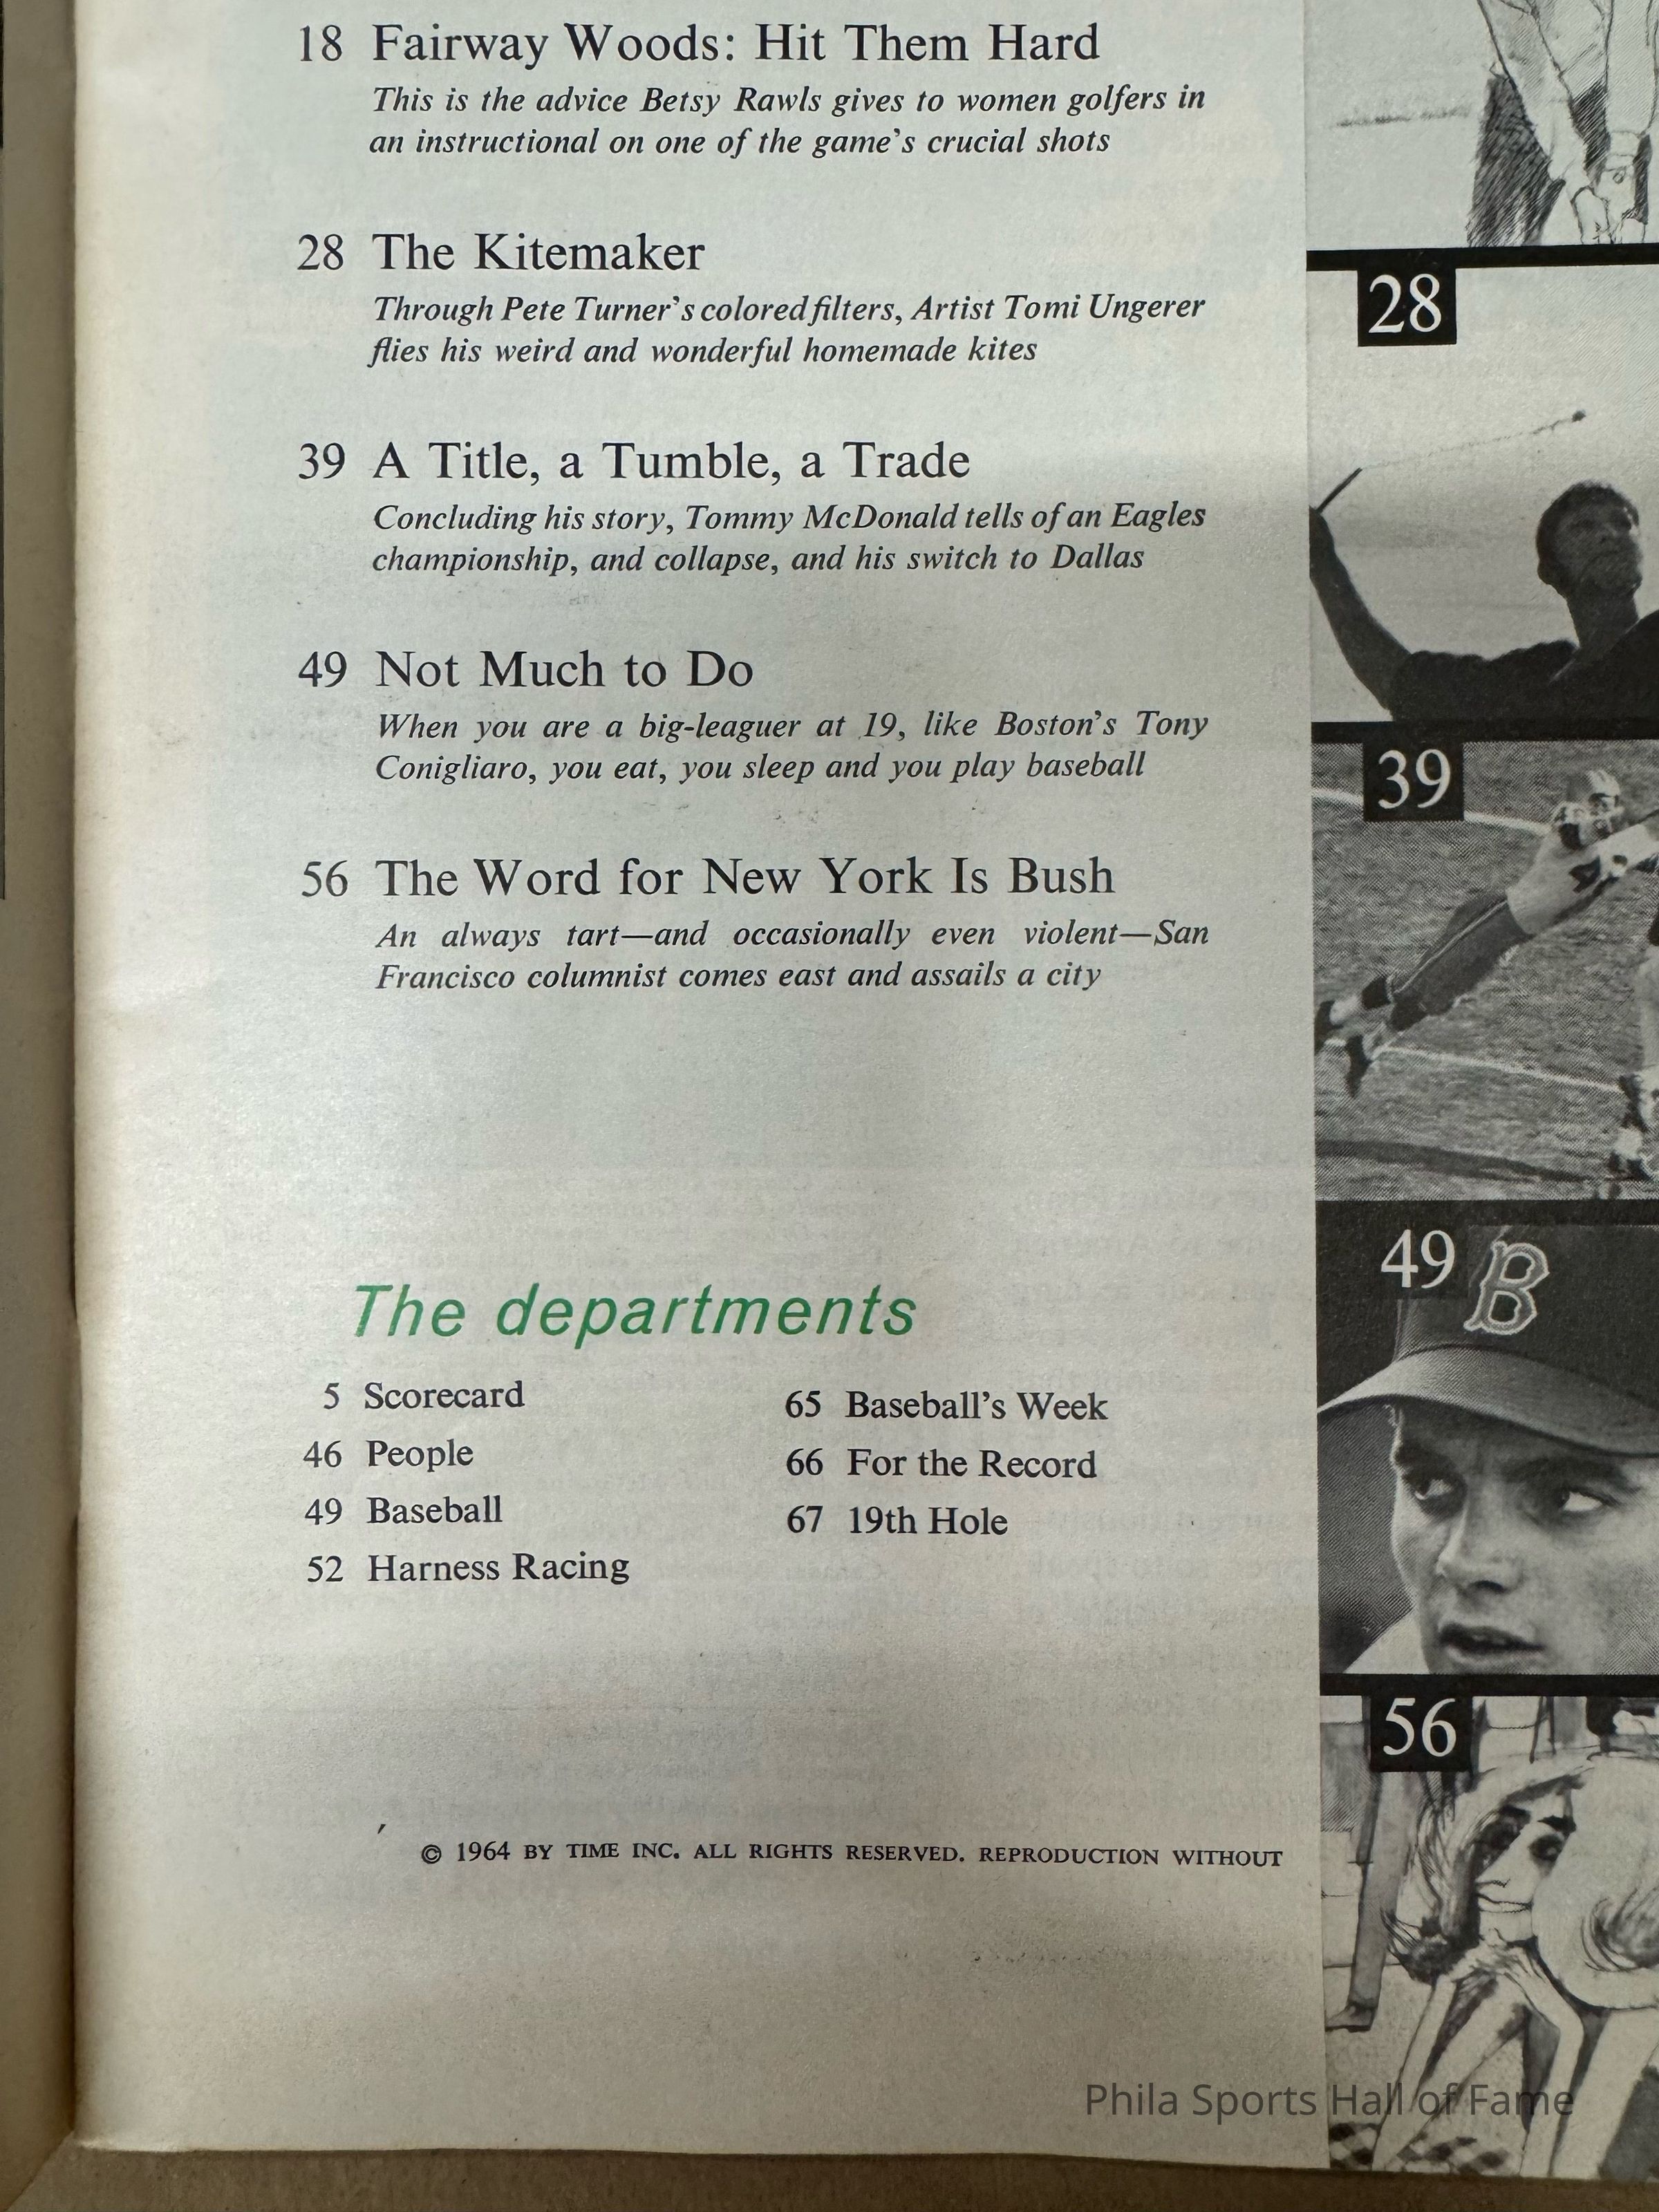 18 Fairway Woods: Hit Them Hard
This is the advice Betsy Rawls gives to women golfers in
an instructional on one of the game's crucial shots
28 The Kitemaker
Through Pete Turner's colored filters, Artist Tomi Ungerer
flies his weird and wonderful homemade kites
39 A Title, a Tumble, a Trade
Concluding his story, Tommy McDonald tells of an Eagles
championship, and collapse, and his switch to Dallas
49 Not Much to Do
When you are a big-leaguer at 19, like Boston's Tony
Conigliaro, you eat, you sleep and you play baseball
56 The Word for New York Is Bush
An always tart—and occasionally even violent—San
Francisco columnist comes east and assails a city
The departments
5 Scorecard
46 People
49 Baseball
52 Harness Racing
65 Baseball's Week
66 For the Record
67 19th Hole
© 1964 BY TIME INC. ALL RIGHTS RESERVED. REPRODUCTION WITHOUT
28
39
49
B
56
Phila Sports Hall of Fame